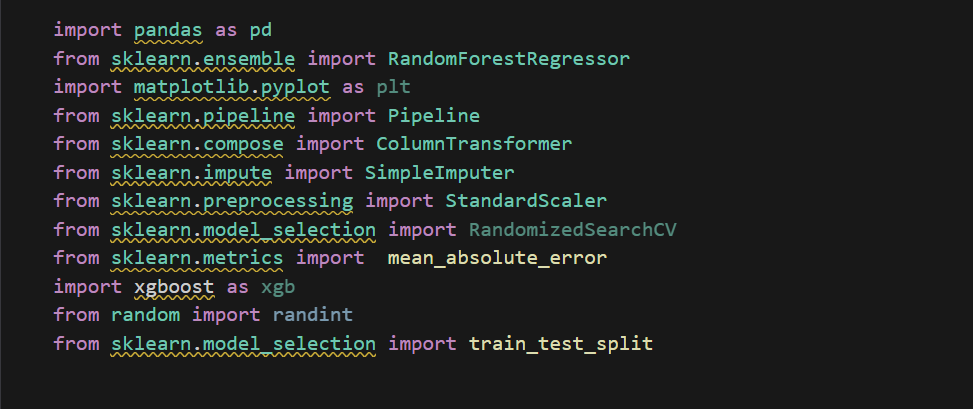 import pandas as pd
from sklearn.ensemble import RandomForestRegressor
import matplotlib.pyplot as plt
from sklearn.pipeline import Pipeline
from sklearn.compose import ColumnTransformer
from sklearn.impute import SimpleImputer
from sklearn.preprocessing import StandardScaler
from sklearn.model_selection import RandomizedSearchCV
from sklearn.metrics import  mean_absolute_error
import xgboost as xgb
from random import randint
from sklearn.model_selection import train_test_split